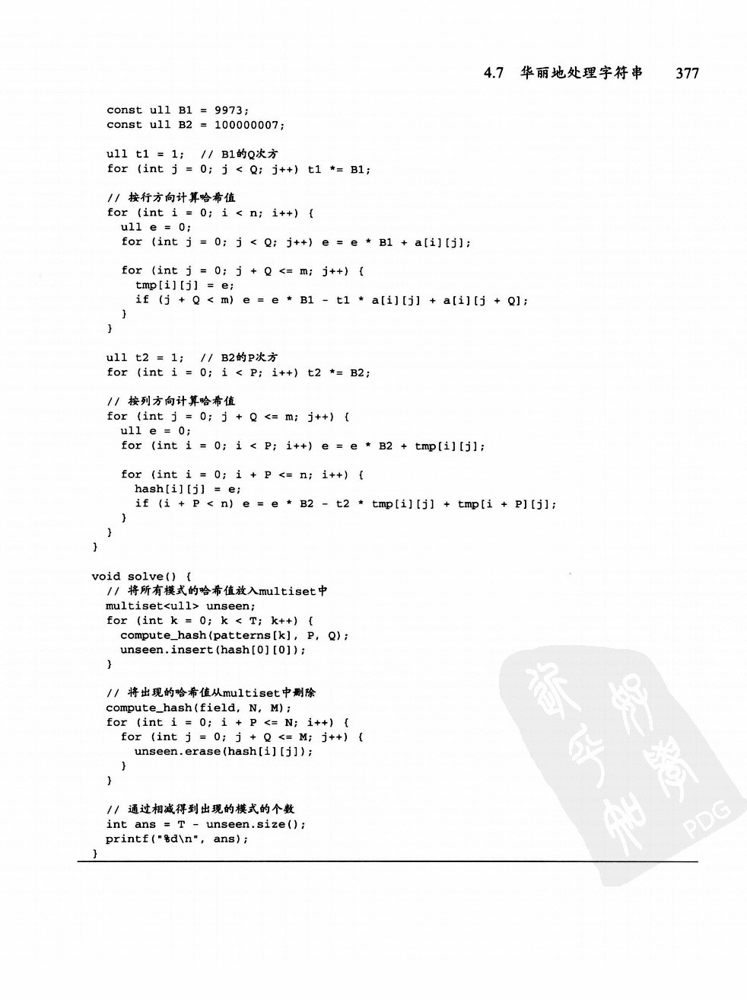 4.7 华丽地处理字符串 377
const ull B1 = 9973;
const ull B2 = 100000007;
ull t1 = 1; // B1的Q次方
for (int j = 0; j < Q; j++) t1 *= B1;
// 按行方向计算哈希值
for (int i = 0; i < n; i++) {
ull e = 0;
for (int j = 0; j < Q; j++) e = e * B1 + a[i][j];
for (int j = 0; j + Q <= m; j++) {
tmp[i][j] = e;
if (j + Q < m) e = e * B1 - t1 * a[i][j] + a[i][j + Q];
}
}
ull t2 = 1; // B2的P次方
for (int i = 0; i < P; i++) t2 *= B2;
// 按列方向计算哈希值
for (int j = 0; j + Q <= m; j++) {
ull e = 0;
for (int i = 0; i < P; i++) e = e * B2 + tmp[i][j];
for (int i = 0; i + P <= n; i++) {
hash[i][j] = e;
if (i + P < n) e = e * B2 - t2 * tmp[i][j] + tmp[i + P][j];
}
}
}
void solve() {
// 将所有模式的哈希值放入multiset中
multiset<ull> unseen;
for (int k = 0; k < T; k++) {
compute_hash(patterns[k], P, Q);
unseen.insert(hash[0][0]);
}
// 将出现的哈希值从multiset中删除
compute_hash(field, N, M);
for (int i = 0; i + P <= N; i++) {
for (int j = 0; j + Q <= M; j++) {
unseen.erase(hash[i][j]);
}
}
// 通过相减得到出现的模式的个数
int ans = T - unseen.size();
printf("%d\n", ans);
}
PDG